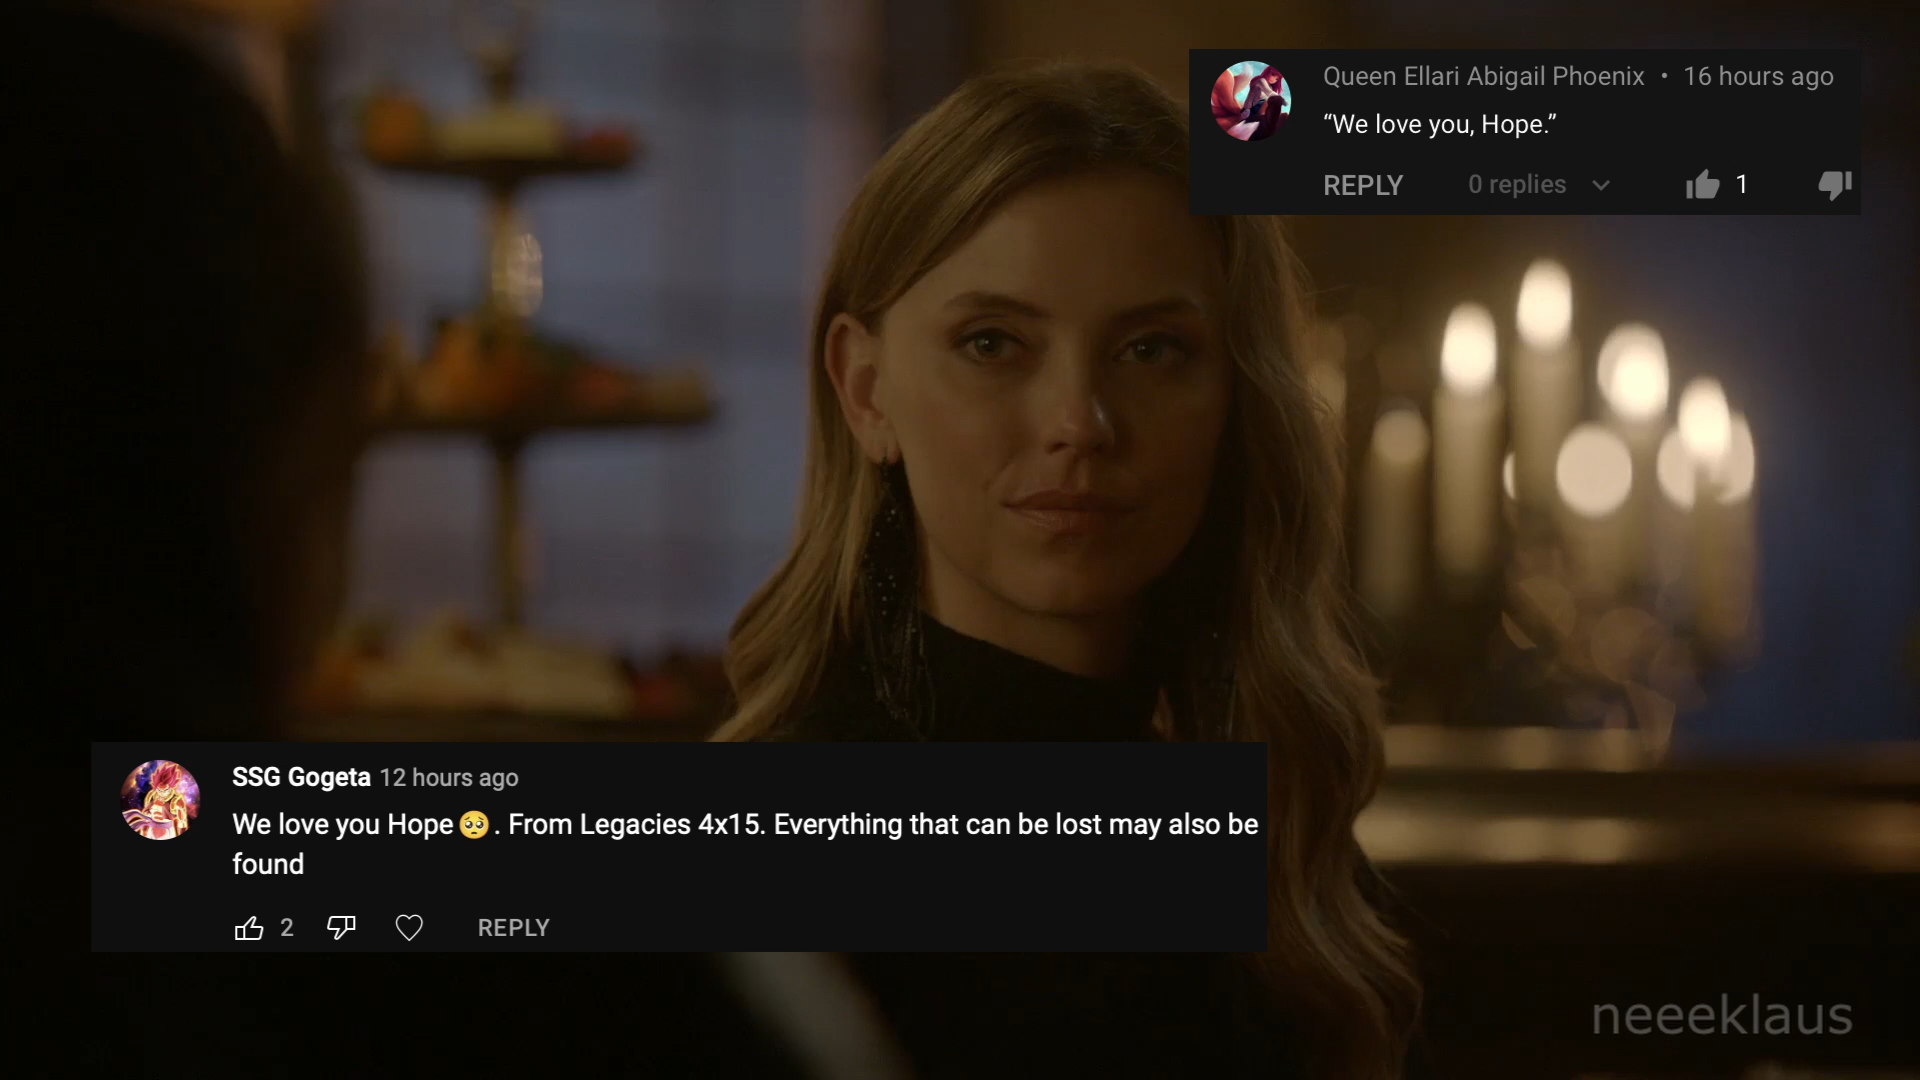 Queen Ellari Abigail Phoenix • 16 hours ago
“We love you, Hope.”
REPLY 0 replies 1
SSG Gogeta 12 hours ago
We love you Hope🥺. From Legacies 4x15. Everything that can be lost may also be
found
2 REPLY
neeeklaus